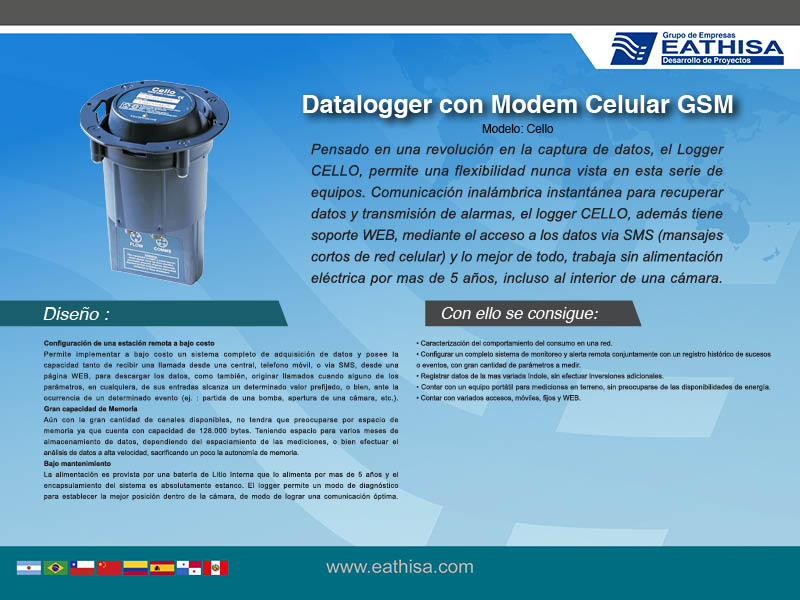 Grupo de Empresas
EATHISA
Desarrollo de Proyectos
Cello
FLOW
COMMS
Datalogger con Modem Celular GSM
Modelo: Cello
Pensado en una revolución en la captura de datos, el Logger
CELLO, permite una flexibilidad nunca vista en esta serie de
equipos. Comunicación inalámbrica instantánea para recuperar
datos y transmisión de alarmas, el logger CELLO, además tiene
soporte WEB, mediante el acceso a los datos via SMS (mansajes
cortos de red celular) y lo mejor de todo, trabaja sin alimentación
eléctrica por mas de 5 años, incluso al interior de una cámara.
Diseño :
Configuración de una estación remota a bajo costo
Permite implementar a bajo costo un sistema completo de adquisición de datos y posee la
capacidad tanto de recibir una llamada desde una central, telefono móvil, o via SMS, desde una
página WEB, para descargar los datos, como también, originar llamados cuando alguno de los
parámetros, en cualquiera, de sus entradas alcanza un determinado valor prefijado, o bien, ante la
ocurrencia de un determinado evento (ej. : partida de una bomba, apertura de una cámara, etc.).
Gran capacidad de Memoria
Aún con la gran cantidad de canales disponibles, no tendra que preocuparse por espacio de
memoria ya que cuenta con capacidad de 128.000 bytes. Teniendo espacio para varios meses de
almacenamiento de datos, dependiendo del espaciamiento de las mediciones, o bien efectuar el
análisis de datos a alta velocidad, sacrificando un poco la autonomía de memoria.
Bajo mantenimiento
La alimentación es provista por una batería de Litio Interna que lo alimenta por mas de 5 años y el
encapsulamiento del sistema es absolutamente estanco. El logger permite un modo de diagnóstico
para establecer la mejor posición dentro de la cámara, de modo de lograr una comunicación óptima.
Con ello se consigue:
• Caracterización del comportamiento del consumo en una red.
• Configurar un completo sistema de monitoreo y alerta remota conjuntamente con un registro histórico de sucesos
o eventos, con gran cantidad de parámetros a medir.
• Registrar datos de la mas variada índole, sin efectuar inversiones adicionales.
• Contar con un equipo portátil para mediciones en terreno, sin preocuparse de las disponibilidades de energía.
• Contar con variados accesos, móviles, fijos y WEB.
www.eathisa.com